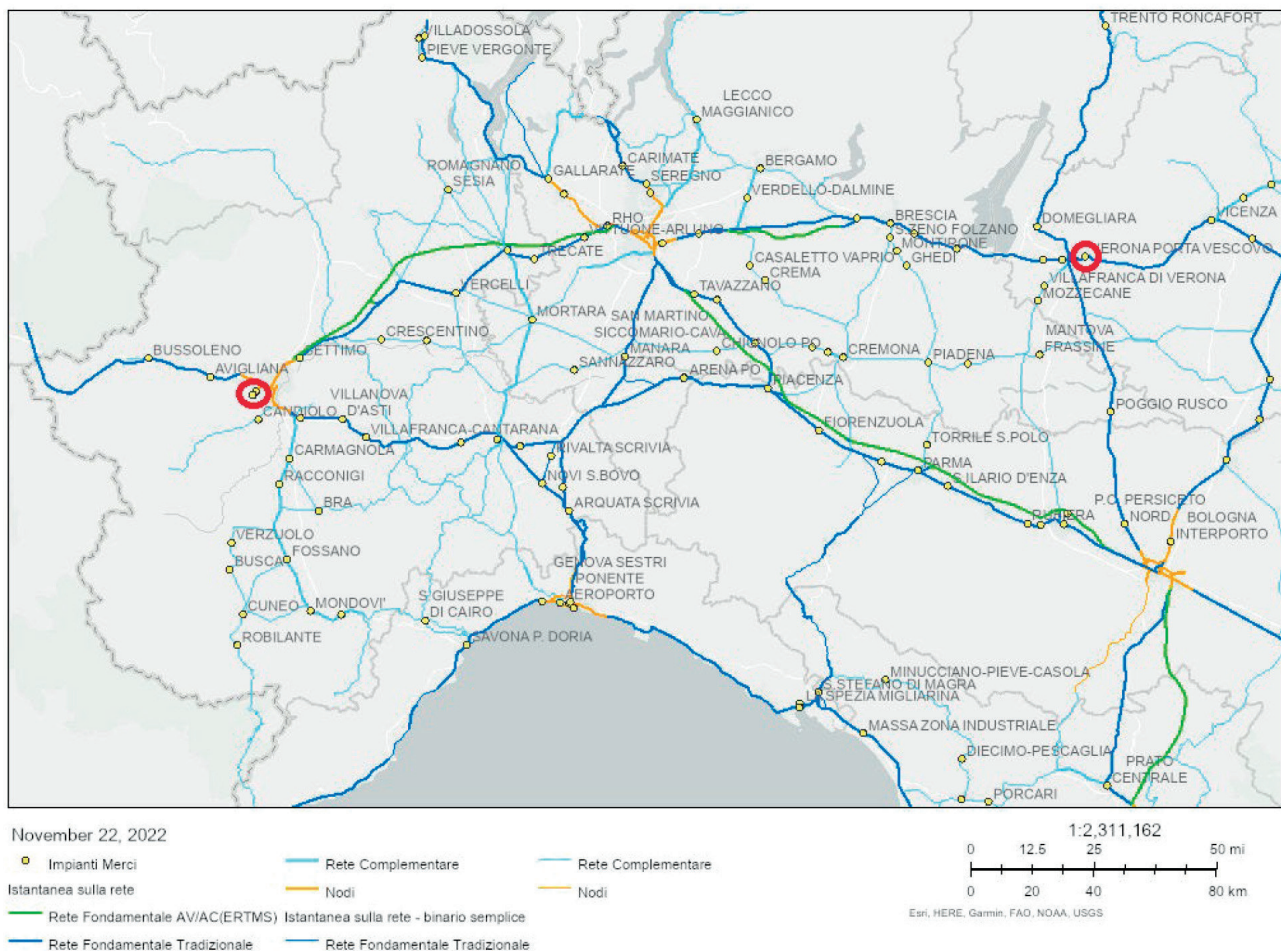 TRENTO RONCAFORT
VILLADOSSOLA
PIEVE VERGONTE
LECCO
MAGGIANICO
CARIMATE
BERGAMO
ROMAGNANO
SESIA
GALLARATE
SEREGNO
VERDELLO-DALMINE
RHO
BRESCIA
VICENZA
DOMEGLIARA
S.ZENO FOLZANO
MONTIRONE
VERONA PORTA VESCOVO
TRECATE
CASALETTO VAPRIO
GHEDI
CREMA
VILLAFRANCA DI VERONA
VERCELLI
TAVAZZANO
MOZZECANE
MORTARA
SAN MARTINO
SICCOMARIO-CAVA
MANARA
CRESCENTINO
CHIGNOLO PO
CREMONA
MANTOVA
FRASSINE
BUSSOLENO
SETTIMO
SANNAZZARO
PIADENA
AVIGLIANA
ARENA PO
PIACENZA
VILLANOVA
D'ASTI
CANDIOLO
POGGIO RUSCO
VILLAFRANCA-CANTARANA
FIORENZUOLA
CARMAGNOLA
RIVALTA SCRIVIA
TORRILE S.POLO
PARMA
RACCONIGI
NOVI S.BOVO
S.ILARIO D'ENZA
BRA
ARQUATA SCRIVIA
P.C. PERSICETO
NORD
RUBIERA
BOLOGNA
INTERPORTO
VERZUOLO
FOSSANO
BUSCA
GENOVA SESTRI
PONENTE
AEROPORTO
CUNEO
MONDOVI'
S.GIUSEPPE
DI CAIRO
ROBILANTE
SAVONA P. DORIA
MINUCCIANO-PIEVE-CASOLA
S.STEFANO DI MAGRA
LA SPEZIA MIGLIARINA
MASSA ZONA INDUSTRIALE
DIECIMO-PESCAGLIA
PRATO
CENTRALE
PORCARI
November 22, 2022
Impianti Merci
Istantanea sulla rete
Rete Fondamentale AV/AC(ERTMS)
Rete Fondamentale Tradizionale
Rete Complementare
Nodi
Istantanea sulla rete - binario semplice
Rete Fondamentale Tradizionale
Rete Complementare
Nodi
1:2,311,162
0 12.5 25 50 mi
0 20 40 80 km
Esri, HERE, Garmin, FAO, NOAA, USGS